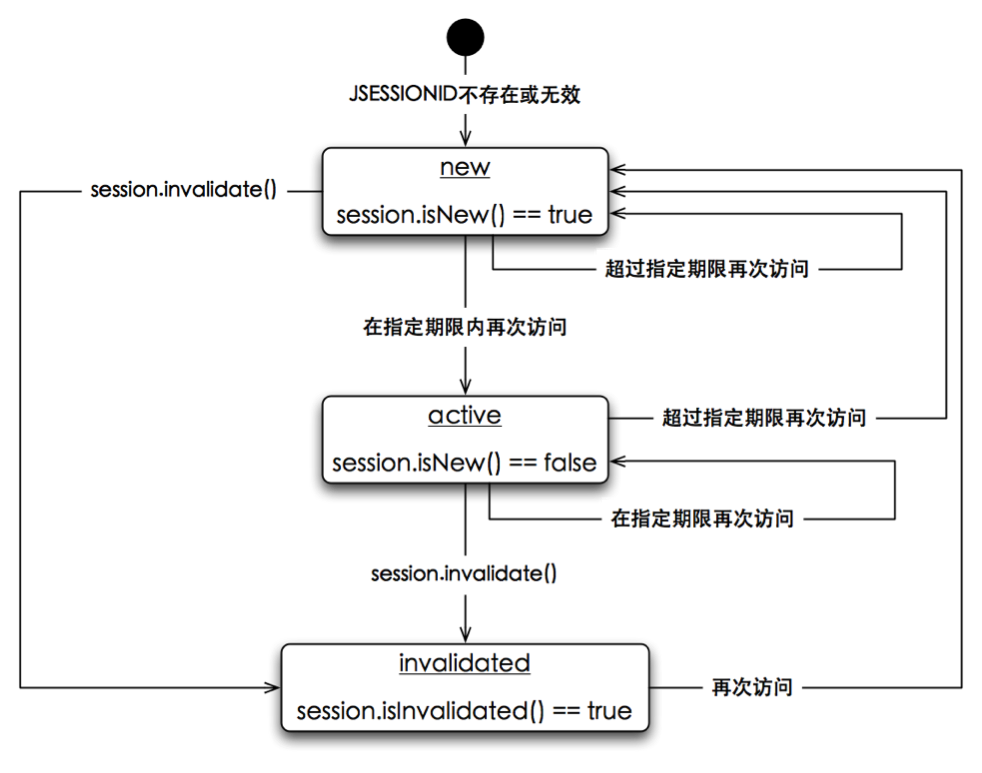 JSESSIONID不存在或无效
new
session.invalidate()
session.isNew() == true
超过指定期限再次访问
在指定期限内再次访问
active
超过指定期限再次访问
session.isNew() == false
在指定期限再次访问
session.invalidate()
invalidated
再次访问
session.isInvalidated() == true